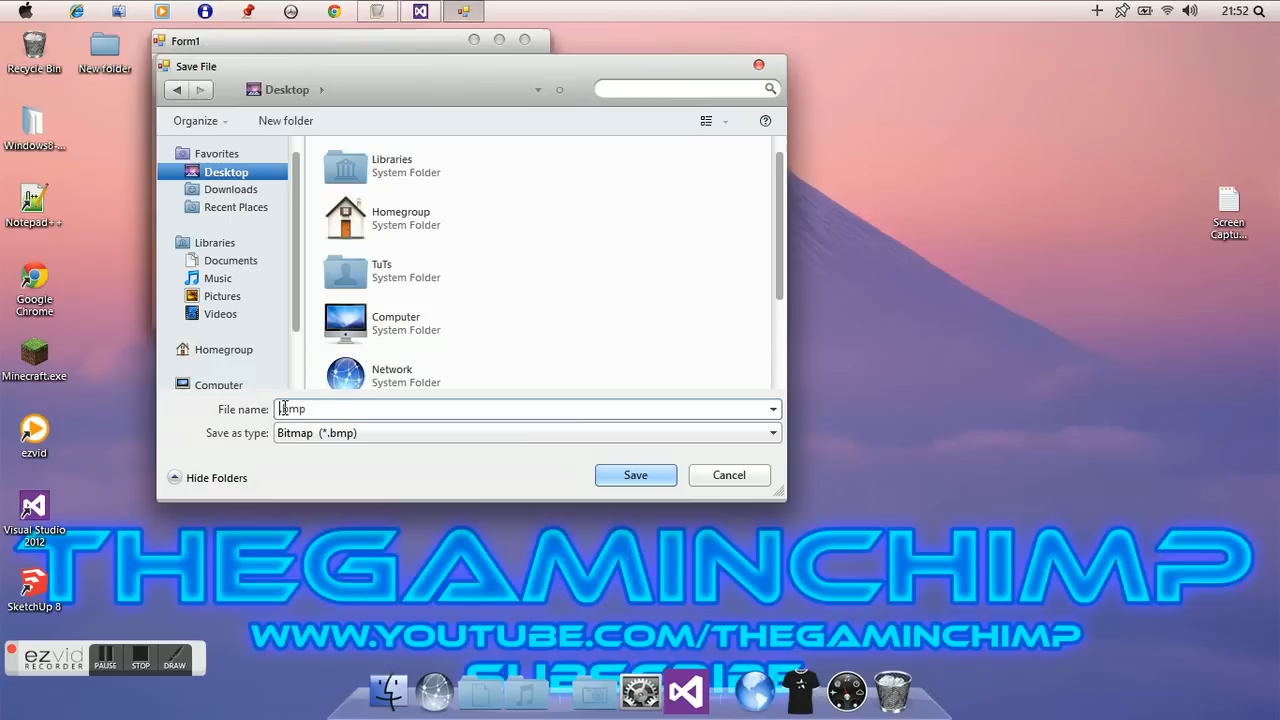 21:52
Recycle Bin
New folder
Windows8-...
Notepad++
Google
Chrome
Minecraft.exe
ezvid
Visual Studio
2012
SketchUp 8
Form1
Save File
Desktop
Organize
New folder
Favorites
Desktop
Downloads
Recent Places
Libraries
Documents
Music
Pictures
Videos
Homegroup
Computer
Libraries
System Folder
Homegroup
System Folder
TuTs
System Folder
Computer
System Folder
Network
System Folder
File name:
.bmp
Save as type:
Bitmap (*.bmp)
Hide Folders
Save
Cancel
Screen
Captu...
THEGAMINCHIMP
WWW.YOUTUBE.COM/THEGAMINCHIMP
SUBSCRIBE
ezvid
RECORDER
PAUSE
STOP
DRAW